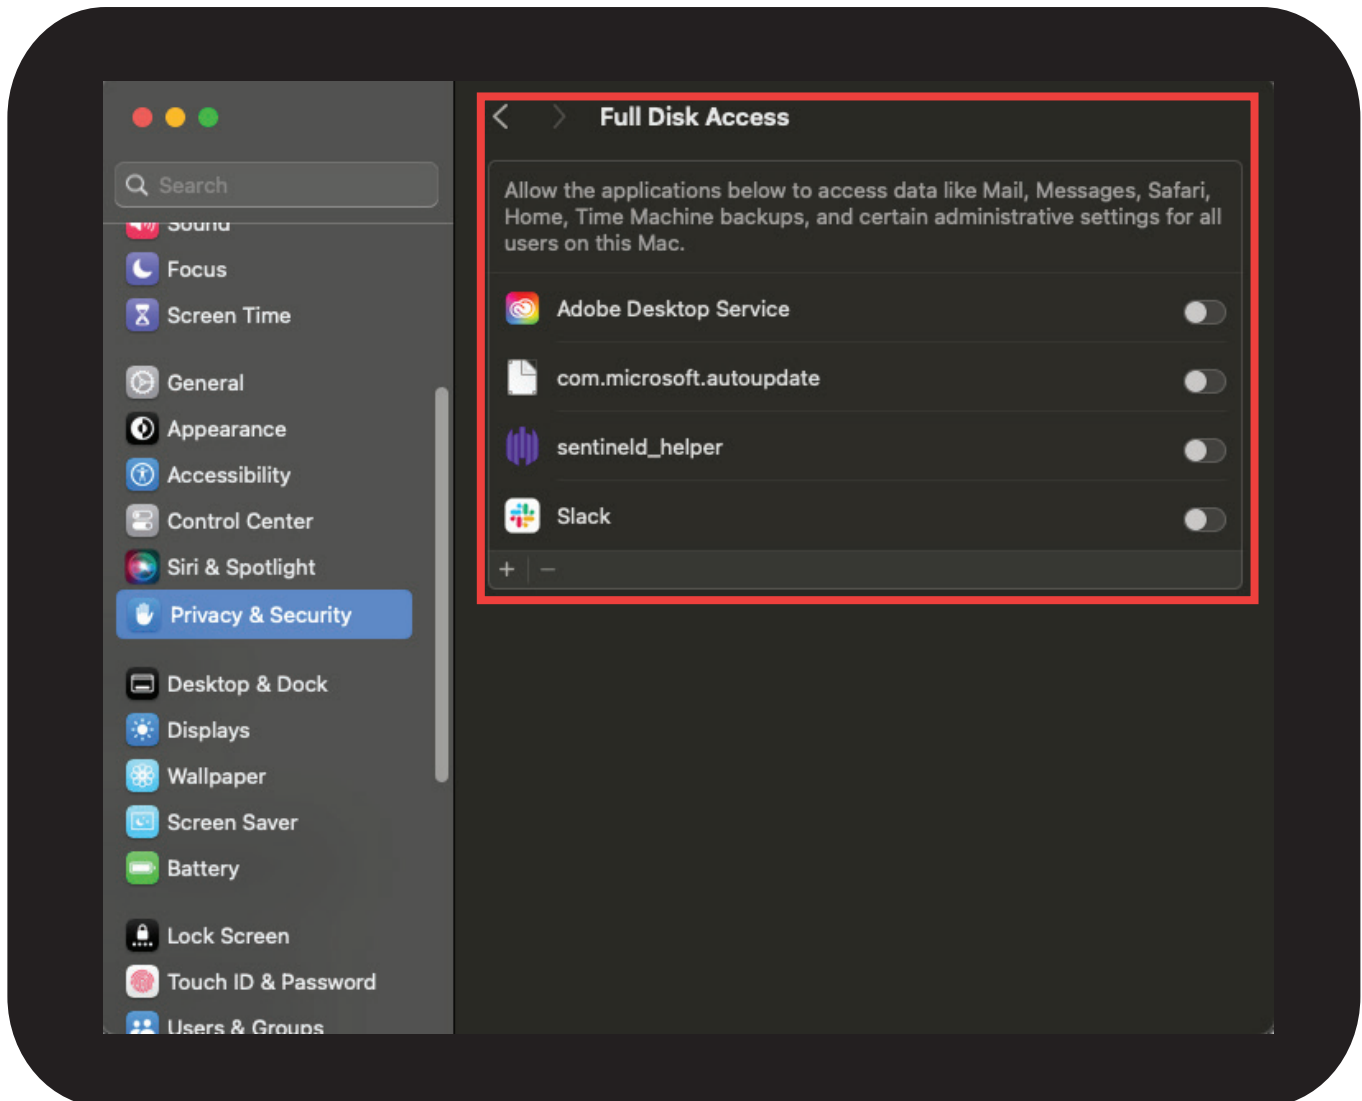 Search
Sound
Focus
Screen Time
General
Appearance
Accessibility
Control Center
Siri & Spotlight
Privacy & Security
Desktop & Dock
Displays
Wallpaper
Screen Saver
Battery
Lock Screen
Touch ID & Password
Users & Groups
Full Disk Access
Allow the applications below to access data like Mail, Messages, Safari,
Home, Time Machine backups, and certain administrative settings for all
users on this Mac.
Adobe Desktop Service
com.microsoft.autoupdate
sentineld_helper
Slack